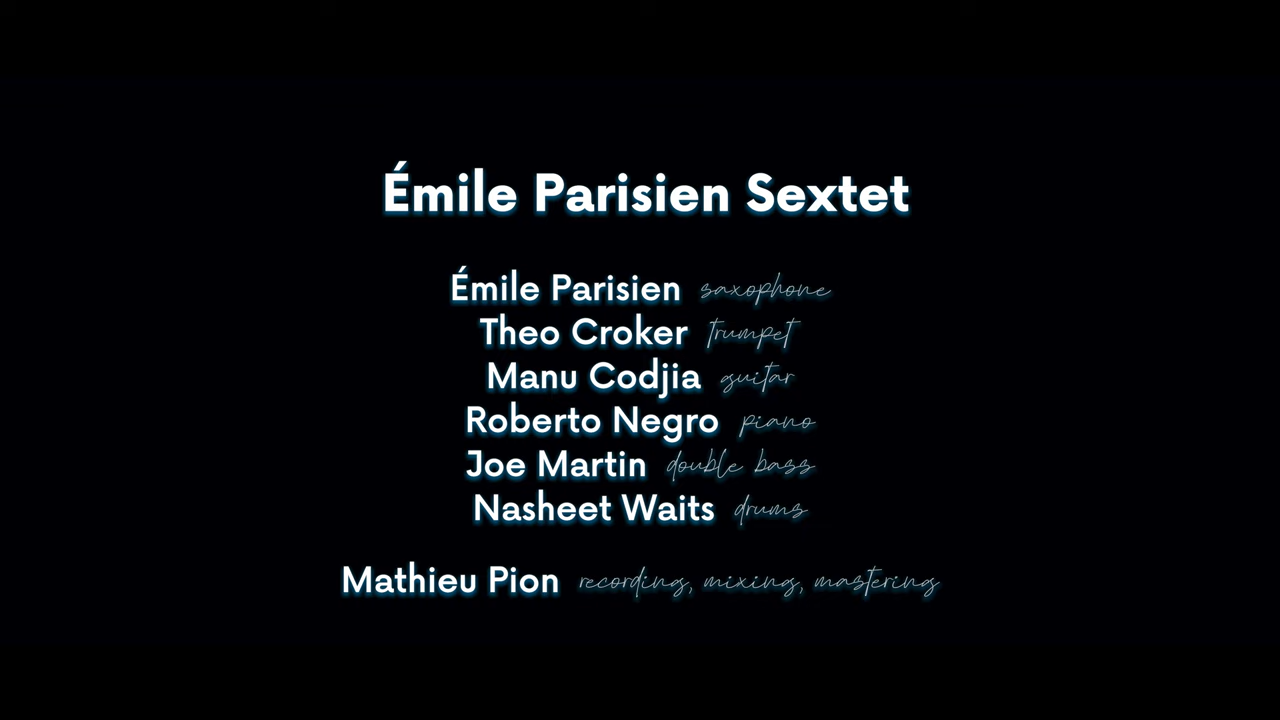 Émile Parisien Sextet
Émile Parisien saxophone
Theo Croker trumpet
Manu Codjia guitar
Roberto Negro piano
Joe Martin double bass
Nasheet Waits drums
Mathieu Pion recording, mixing, mastering